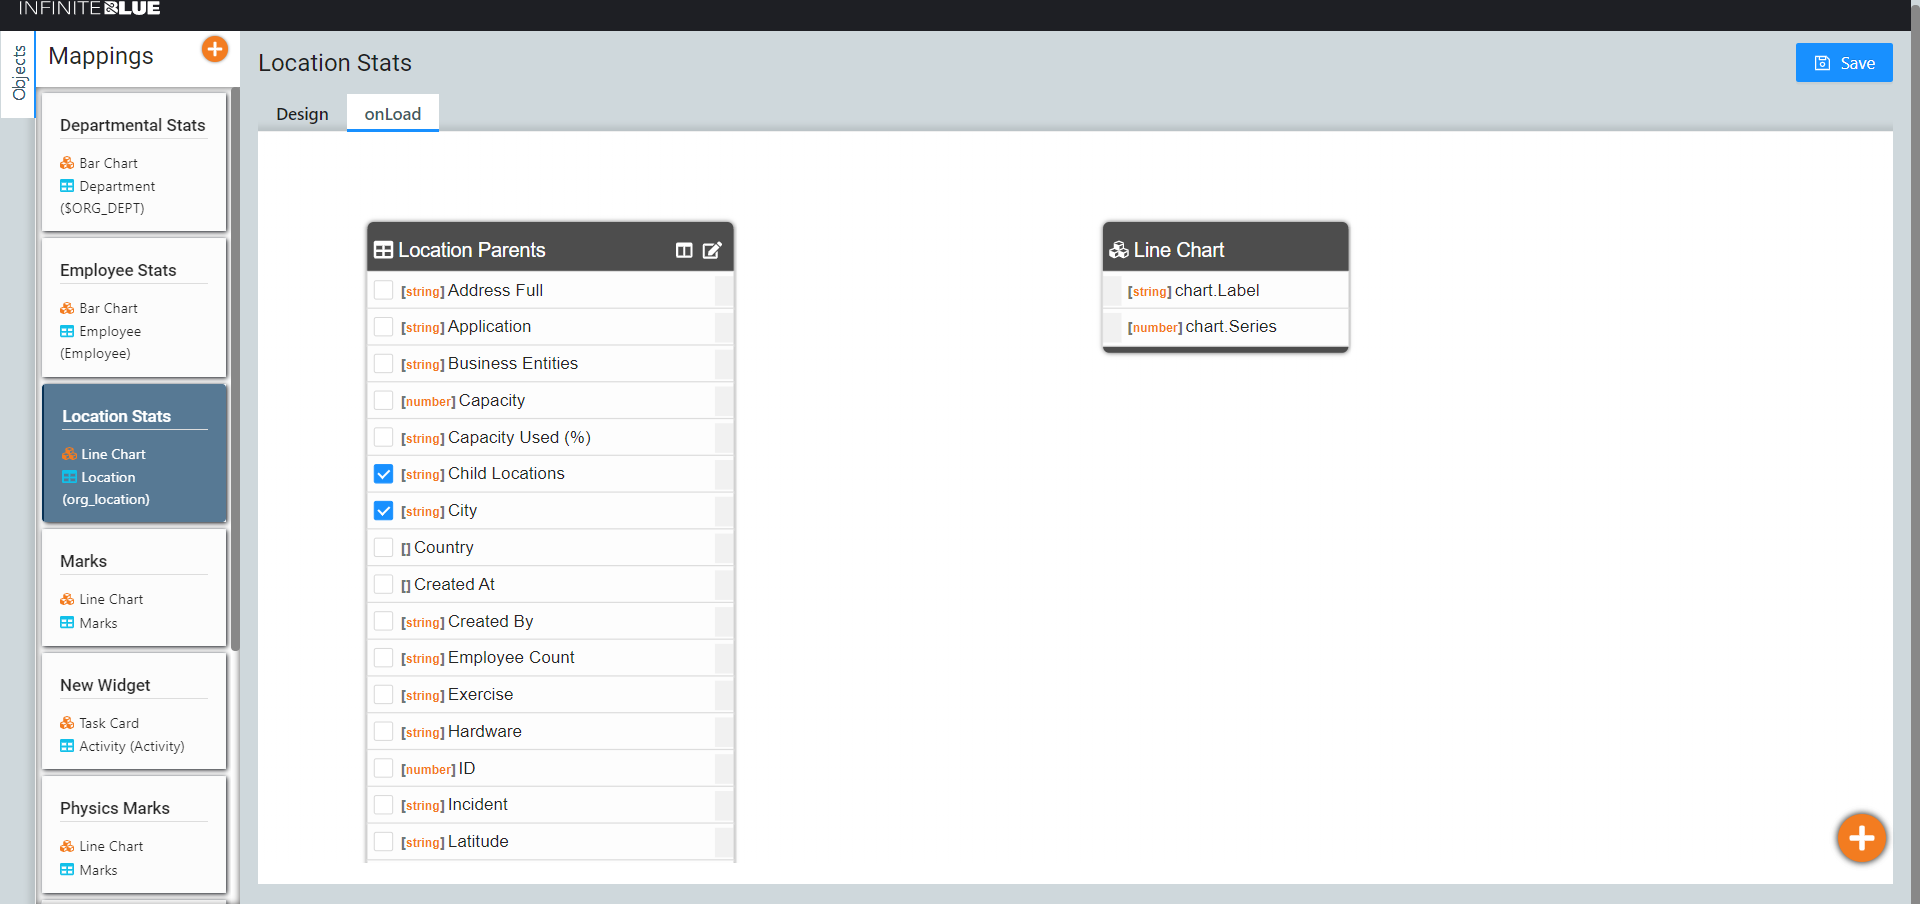 INFINITEBLUE
Objects
Mappings
Departmental Stats
Bar Chart
Department
($ORG_DEPT)
Employee Stats
Bar Chart
Employee
(Employee)
Location Stats
Line Chart
Location
(org_location)
Marks
Line Chart
Marks
New Widget
Task Card
Activity (Activity)
Physics Marks
Line Chart
Marks
Location Stats
Save
Design
onLoad
Location Parents
[string] Address Full
[string] Application
[string] Business Entities
[number] Capacity
[string] Capacity Used (%)
[string] Child Locations
[string] City
[] Country
[] Created At
[string] Created By
[string] Employee Count
[string] Exercise
[string] Hardware
[number] ID
[string] Incident
[string] Latitude
Line Chart
[string] chart.Label
[number] chart.Series